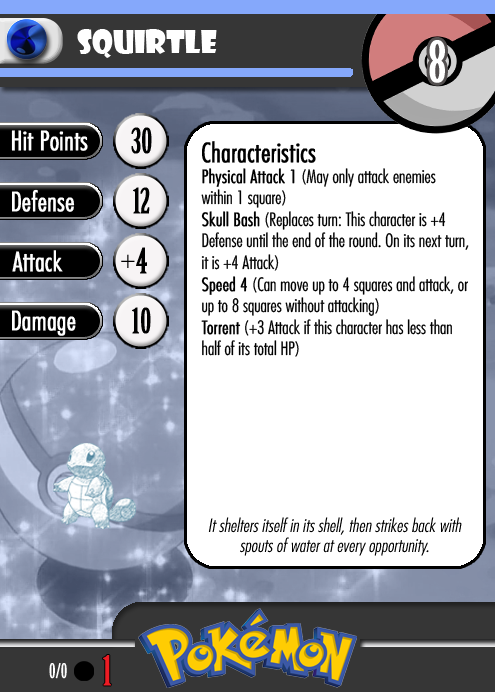 SQUIRTLE
8
Hit Points 30
Defense 12
Attack +4
Damage 10
Characteristics
Physical Attack 1 (May only attack enemies
within 1 square)
Skull Bash (Replaces turn: This character is +4
Defense until the end of the round. On its next turn,
it is +4 Attack)
Speed 4 (Can move up to 4 squares and attack, or
up to 8 squares without attacking)
Torrent (+3 Attack if this character has less than
half of its total HP)
It shelters itself in its shell, then strikes back with
spouts of water at every opportunity.
0/0 1
POKéMON